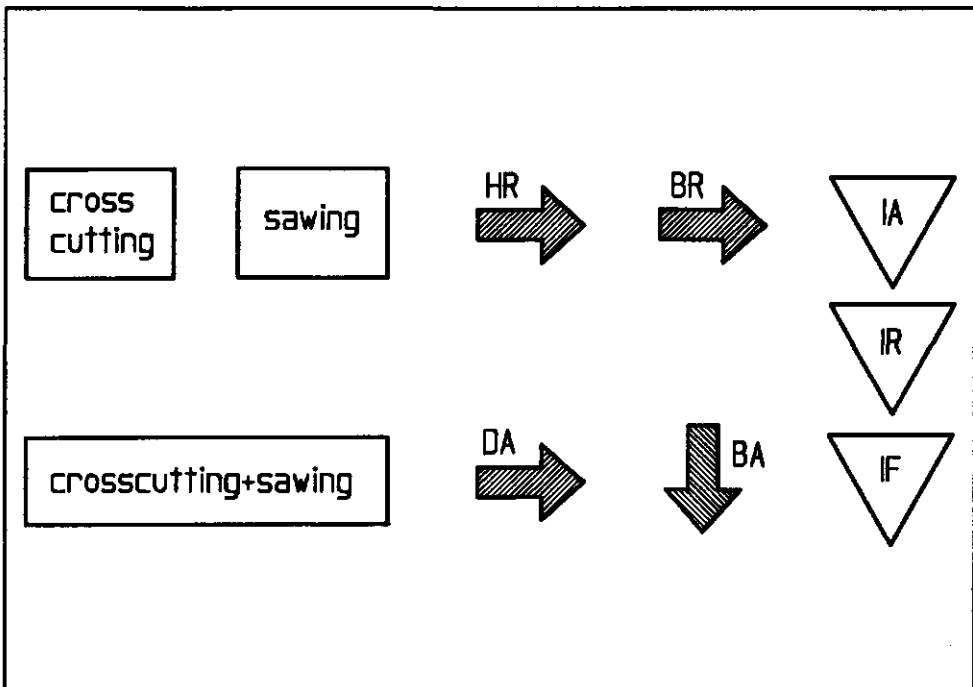 cross
cutting
sawing
HR
BR
IA
IR
crosscutting+sawing
DA
BA
IF